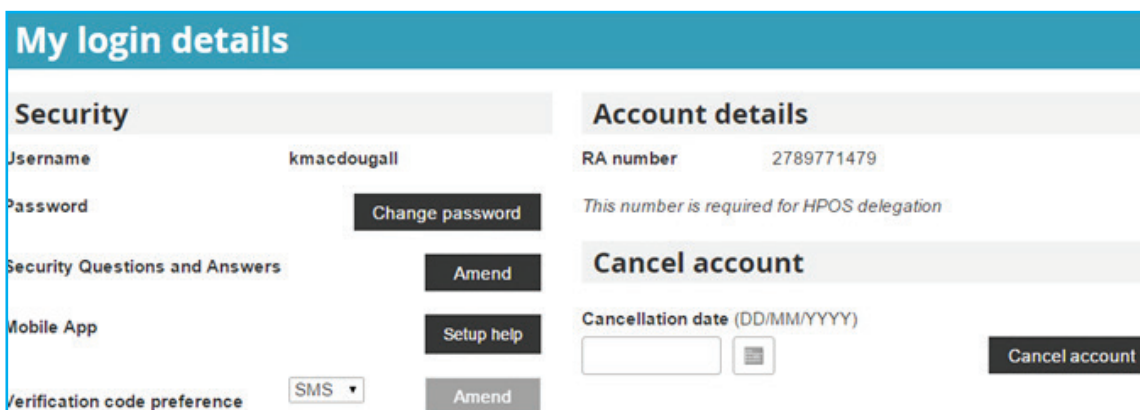 My login details
Security
Username kmacdougall
Password Change password
Security Questions and Answers Amend
Mobile App Setup help
Verification code preference SMS Amend
Account details
RA number 2789771479
This number is required for HPOS delegation
Cancel account
Cancellation date (DD/MM/YYYY)
Cancel account